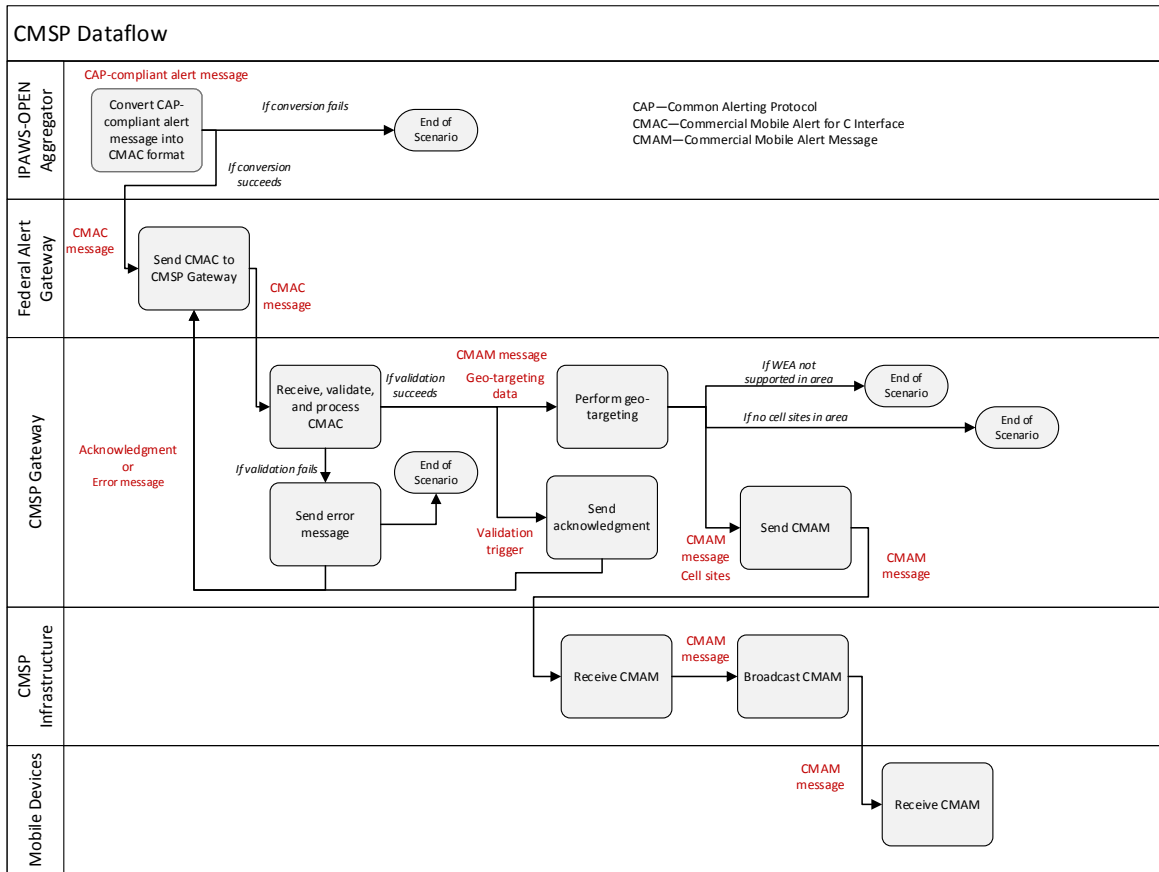 CMSP Dataflow
IPAWS-OPEN
Aggregator
CAP-compliant alert message
Convert CAP-
compliant alert
message into
CMAC format
If conversion fails
End of
Scenario
If conversion
succeeds
CAP—Common Alerting Protocol
CMAC—Commercial Mobile Alert for C Interface
CMAM—Commercial Mobile Alert Message
Federal Alert
Gateway
CMAC
message
Send CMAC to
CMSP Gateway
CMAC
message
CMSP Gateway
Acknowledgment
or
Error message
Receive, validate,
and process
CMAC
If validation
succeeds
CMAM message
Geo-targeting
data
Perform geo-
targeting
If WEA not
supported in area
End of
Scenario
If no cell sites in area
End of
Scenario
If validation fails
Send error
message
End of
Scenario
Validation
trigger
Send
acknowledgment
CMAM
message
Cell sites
Send CMAM
CMAM
message
CMSP
Infrastructure
Receive CMAM
CMAM
message
Broadcast CMAM
Mobile Devices
CMAM
message
Receive CMAM